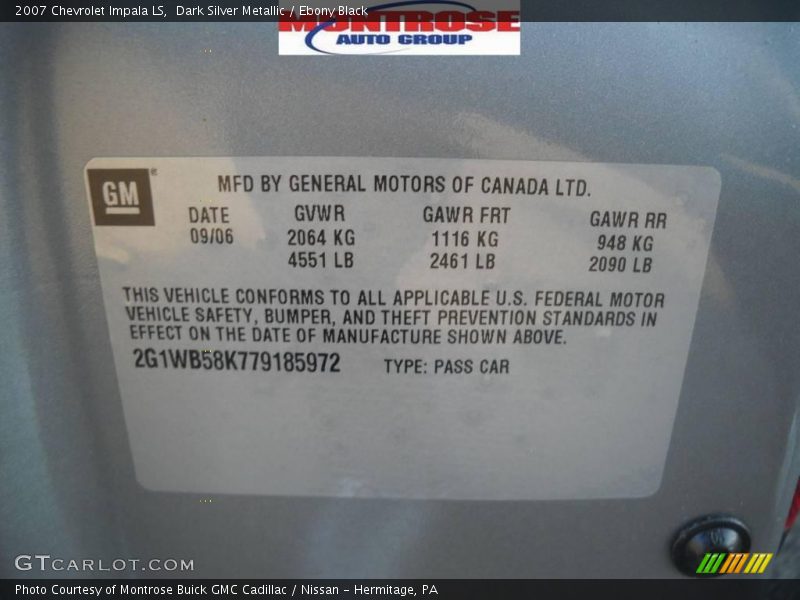 2007 Chevrolet Impala LS,  Dark Silver Metallic / Ebony Black
MONTROSE
AUTO GROUP
GM
MFD BY GENERAL MOTORS OF CANADA LTD.
DATE GVWR GAWR FRT GAWR RR
09/06 2064 KG 1116 KG 948 KG
4551 LB 2461 LB 2090 LB
THIS VEHICLE CONFORMS TO ALL APPLICABLE U.S. FEDERAL MOTOR
VEHICLE SAFETY, BUMPER, AND THEFT PREVENTION STANDARDS IN
EFFECT ON THE DATE OF MANUFACTURE SHOWN ABOVE.
2G1WB58K779185972 TYPE: PASS CAR
GTCARLOT.COM
Photo Courtesy of Montrose Buick GMC Cadillac / Nissan - Hermitage, PA